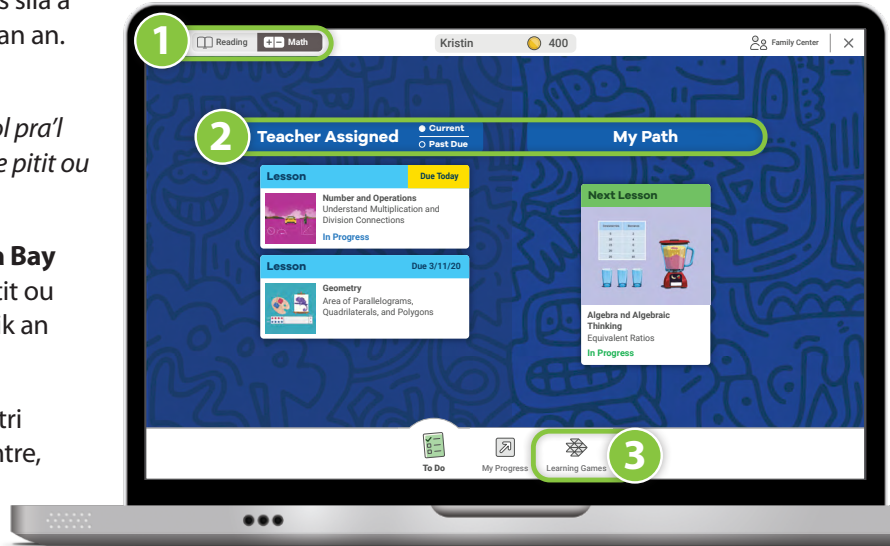 sila a
an an.
ol pra'l
e pitit ou
Bay
tit ou
ik an
tri
ntre,
1
Reading
Math
Kristin
400
Family Center
2
Teacher Assigned
Current
Past Due
My Path
Lesson
Due Today
Number and Operations
Understand Multiplication and
Division Connections
In Progress
Lesson
Due 3/11/20
Geometry
Area of Parallelograms,
Quadrilaterals, and Polygons
Next Lesson
Algebra nd Algebraic
Thinking
Equivalent Ratios
In Progress
To Do
My Progress
Learning Games
3